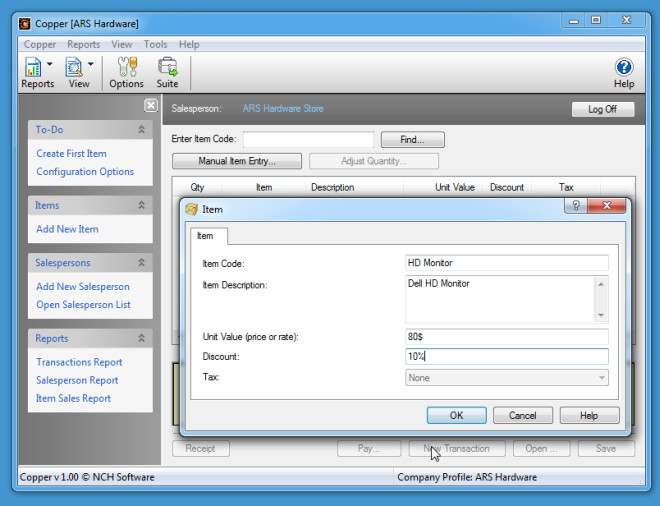 Copper [ARS Hardware]
Copper Reports View Tools Help
Reports View Options Suite Help
Salesperson: ARS Hardware Store Log Off
To-Do
Create First Item
Configuration Options
Items
Add New Item
Salespersons
Add New Salesperson
Open Salesperson List
Reports
Transactions Report
Salesperson Report
Item Sales Report
Enter Item Code: Find...
Manual Item Entry... Adjust Quantity...
Qty Item Description Unit Value Discount Tax
Item
Item
Item Code: HD Monitor
Item Description: Dell HD Monitor
Unit Value (price or rate): 80$
Discount: 10%
Tax: None
OK Cancel Help
Receipt Pay... New Transaction Open ... Save
Copper v 1.00 © NCH Software Company Profile: ARS Hardware